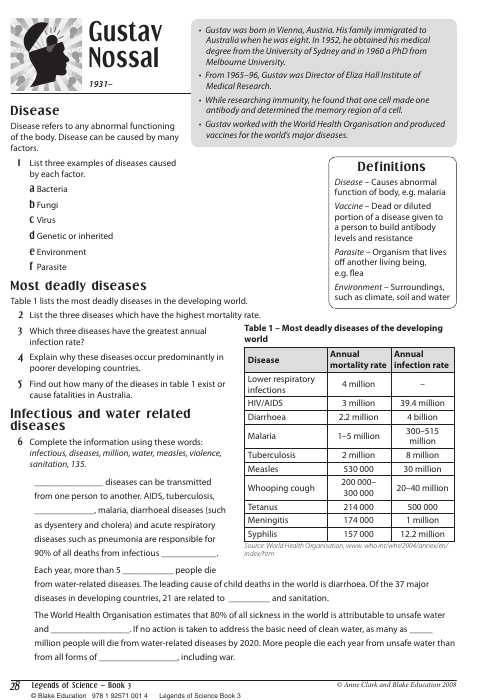 Gustav
Nossal
1931–
• Gustav was born in Vienna, Austria. His family immigrated to
Australia when he was eight. In 1952, he obtained his medical
degree from the University of Sydney and in 1960 a PhD from
Melbourne University.
• From 1965–96, Gustav was Director of Eliza Hall Institute of
Medical Research.
• While researching immunity, he found that one cell made one
antibody and determined the memory region of a cell.
• Gustav worked with the World Health Organisation and produced
vaccines for the world's major diseases.
Disease
Disease refers to any abnormal functioning
of the body. Disease can be caused by many
factors.
1 List three examples of diseases caused
by each factor.
a Bacteria
b Fungi
c Virus
d Genetic or inherited
e Environment
f Parasite
Definitions
Disease – Causes abnormal
function of body, e.g. malaria
Vaccine – Dead or diluted
portion of a disease given to
a person to build antibody
levels and resistance
Parasite – Organism that lives
off another living being,
e.g. flea
Environment – Surroundings,
such as climate, soil and water
Most deadly diseases
Table 1 lists the most deadly diseases in the developing world.
2 List the three diseases which have the highest mortality rate.
3 Which three diseases have the greatest annual
infection rate?
4 Explain why these diseases occur predominantly in
poorer developing countries.
5 Find out how many of the dieases in table 1 exist or
cause fatalities in Australia.
Table 1 – Most deadly diseases of the developing
world
Disease Annual mortality rate Annual infection rate
Lower respiratory infections 4 million –
HIV/AIDS 3 million 39.4 million
Diarrhoea 2.2 million 4 billion
Malaria 1–5 million 300–515 million
Tuberculosis 2 million 8 million
Measles 530 000 30 million
Whooping cough 200 000–300 000 20–40 million
Tetanus 214 000 500 000
Meningitis 174 000 1 million
Syphilis 157 000 12.2 million
Source: World Health Organisation, www. who.int/whr/2004/annex/en/
index/htm
Infectious and water related
diseases
6 Complete the information using these words:
infectious, diseases, million, water, measles, violence,
sanitation, 135.
_______________ diseases can be transmitted
from one person to another. AIDS, tuberculosis,
_____________, malaria, diarrhoeal diseases (such
as dysentery and cholera) and acute respiratory
diseases such as pneumonia are responsible for
90% of all deaths from infectious ____________.
Each year, more than 5 ____________ people die
from water-related diseases. The leading cause of child deaths in the world is diarrhoea. Of the 37 major
diseases in developing countries, 21 are related to _________ and sanitation.
The World Health Organisation estimates that 80% of all sickness in the world is attributable to unsafe water
and _________________. If no action is taken to address the basic need of clean water, as many as _____
million people will die from water-related diseases by 2020. More people die each year from unsafe water than
from all forms of _________________, including war.
28 Legends of Science – Book 3
© Anne Clark and Blake Education 2008
© Blake Education 978 1 92571 001 4 Legends of Science Book 3